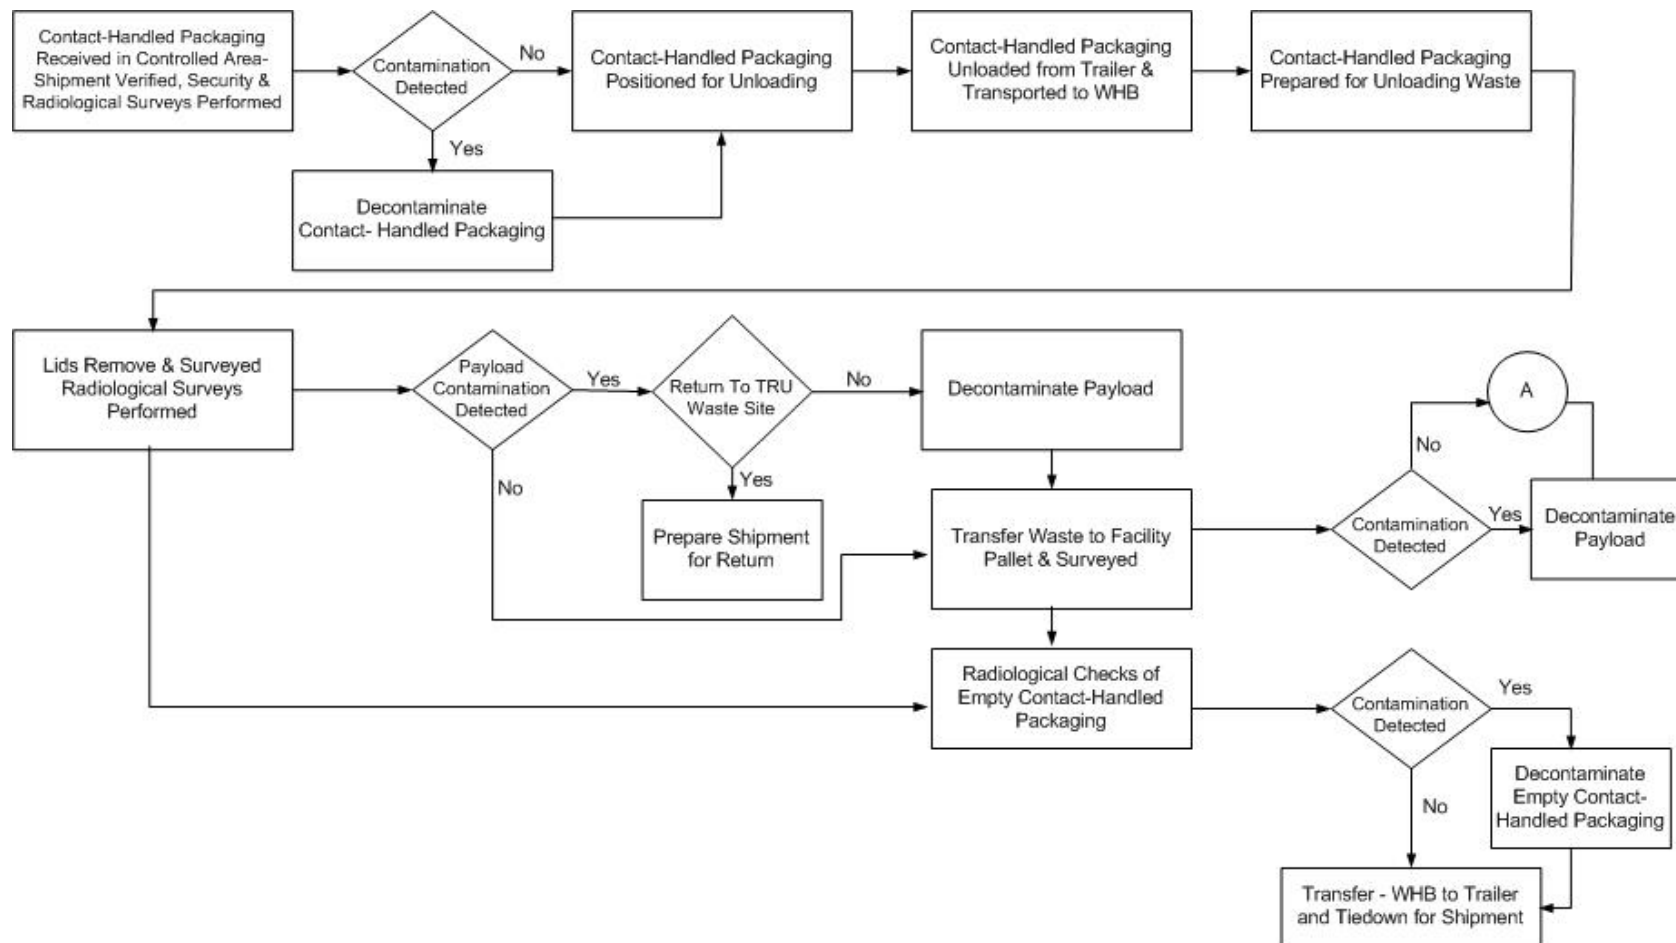 Contact-Handled Packaging
Received in Controlled Area-
Shipment Verified, Security &
Radiological Surveys Performed
Contamination
Detected
No
Yes
Contact-Handled Packaging
Positioned for Unloading
Contact-Handled Packaging
Unloaded from Trailer &
Transported to WHB
Contact-Handled Packaging
Prepared for Unloading Waste
Decontaminate
Contact- Handled Packaging
Lids Remove & Surveyed
Radiological Surveys
Performed
Payload
Contamination
Detected
Yes
No
Return To TRU
Waste Site
No
Yes
Decontaminate Payload
Prepare Shipment
for Return
Transfer Waste to Facility
Pallet & Surveyed
Contamination
Detected
No
Yes
A
Decontaminate
Payload
Radiological Checks of
Empty Contact-Handled
Packaging
Contamination
Detected
Yes
No
Decontaminate
Empty Contact-
Handled Packaging
Transfer - WHB to Trailer
and Tiedown for Shipment